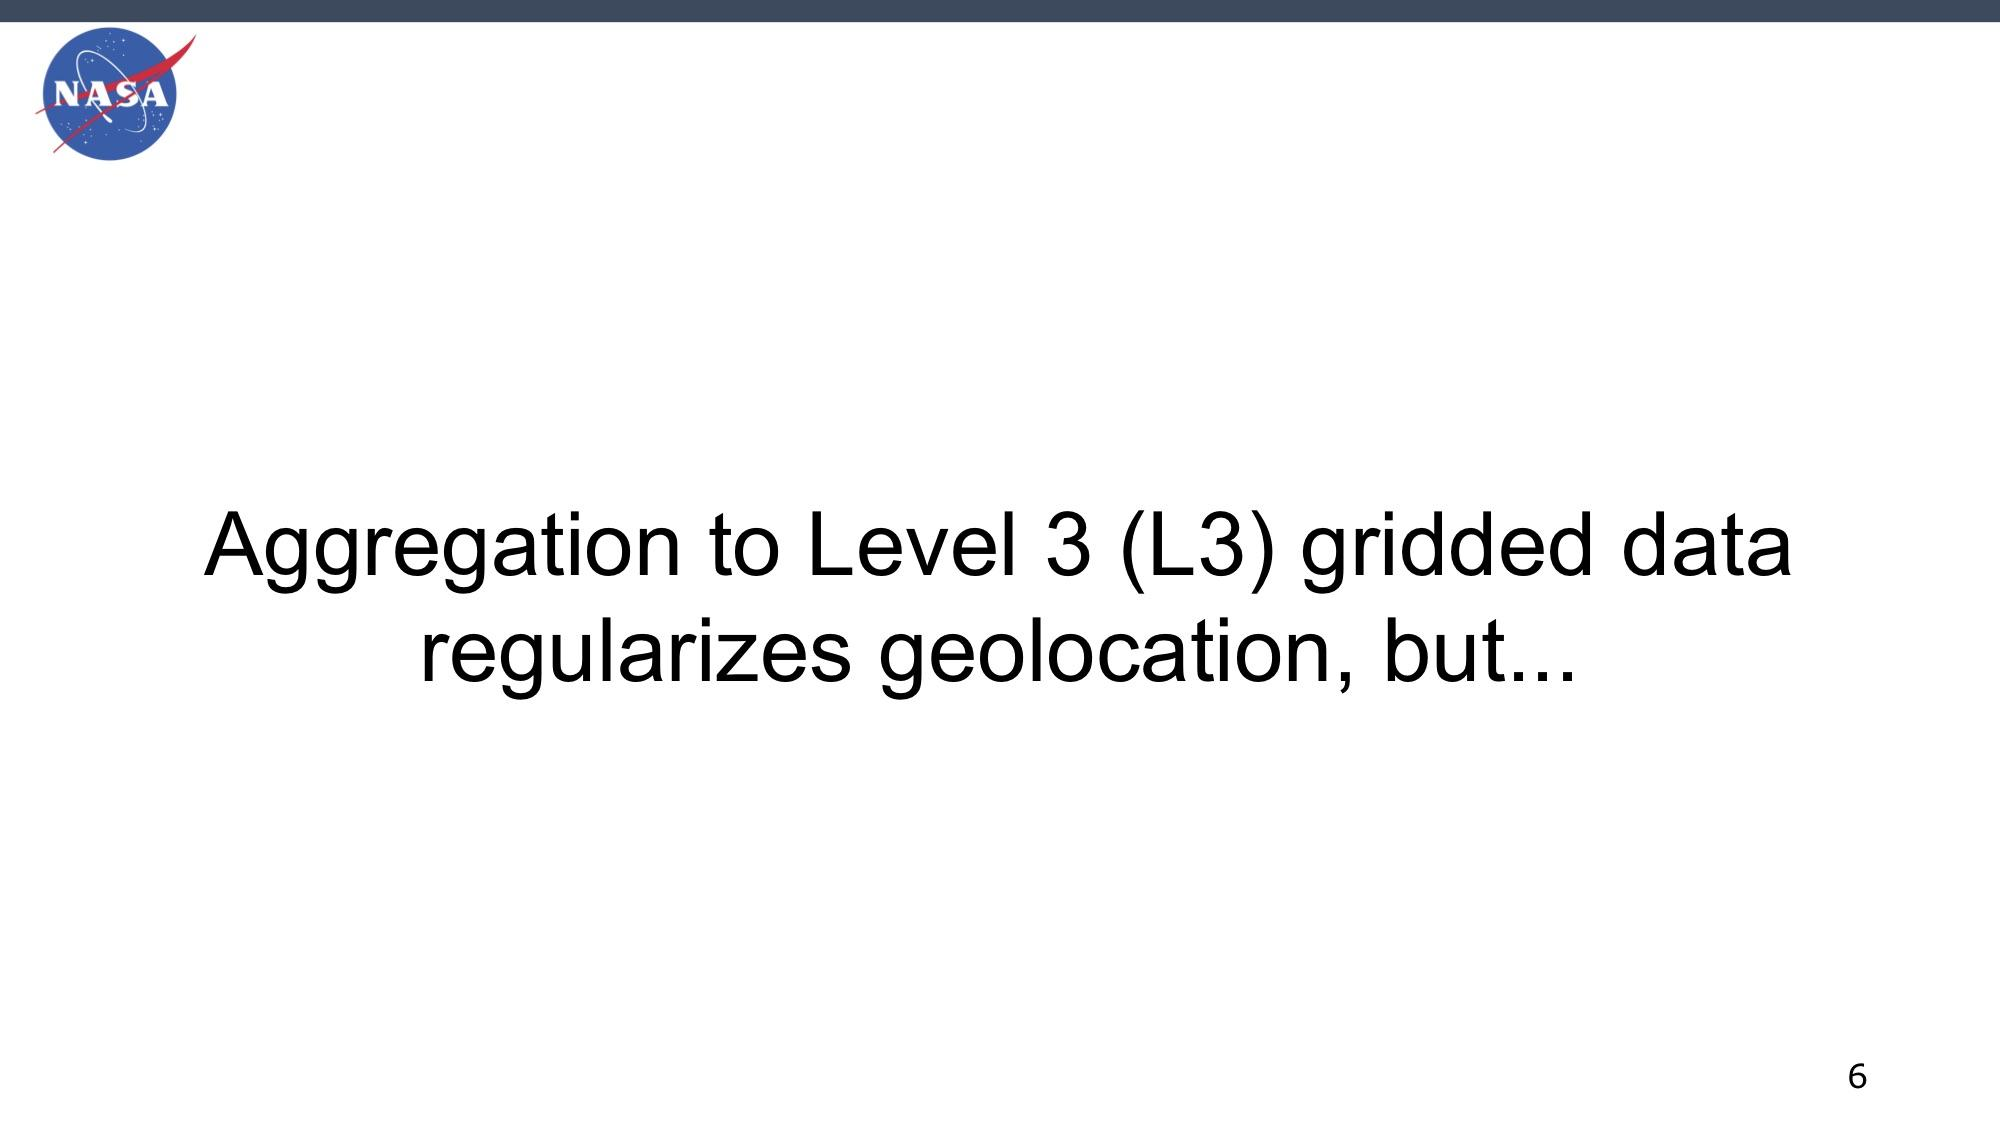 NASA
Aggregation to Level 3 (L3) gridded data
regularizes geolocation, but...
6